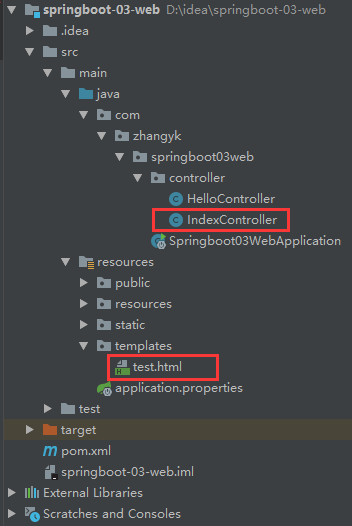 springboot-03-web D:\idea\springboot-03-web
.idea
src
main
java
com
zhangyk
springboot03web
controller
HelloController
IndexController
Springboot03WebApplication
resources
public
resources
static
templates
test.html
application.properties
test
target
pom.xml
springboot-03-web.iml
External Libraries
Scratches and Consoles